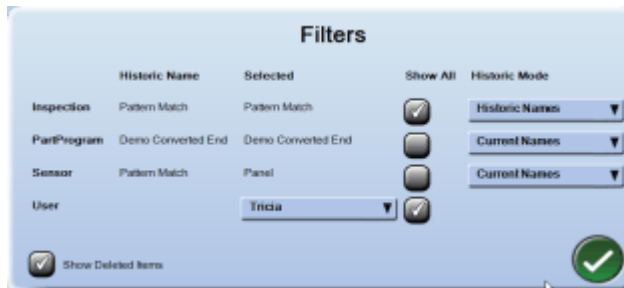 Filters
Historic Name Selected Show All Historic Mode
Inspection Pattern Match Pattern Match Historic Names
PartProgram Demo Converted End Demo Converted End Current Names
Sensor Pattern Match Panel Current Names
User Tricia
Show Deleted Items